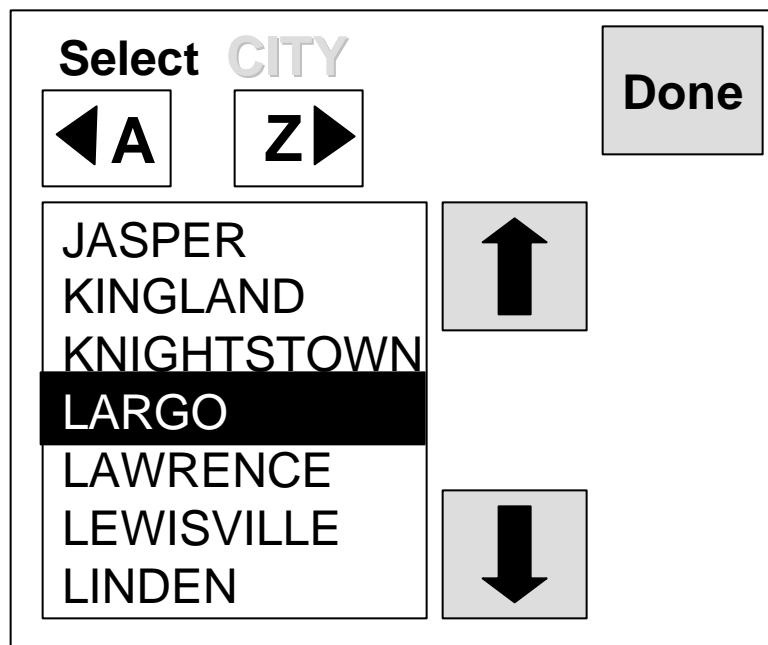 Select CITY
Done
A Z
JASPER
KINGLAND
KNIGHTSTOWN
LARGO
LAWRENCE
LEWISVILLE
LINDEN